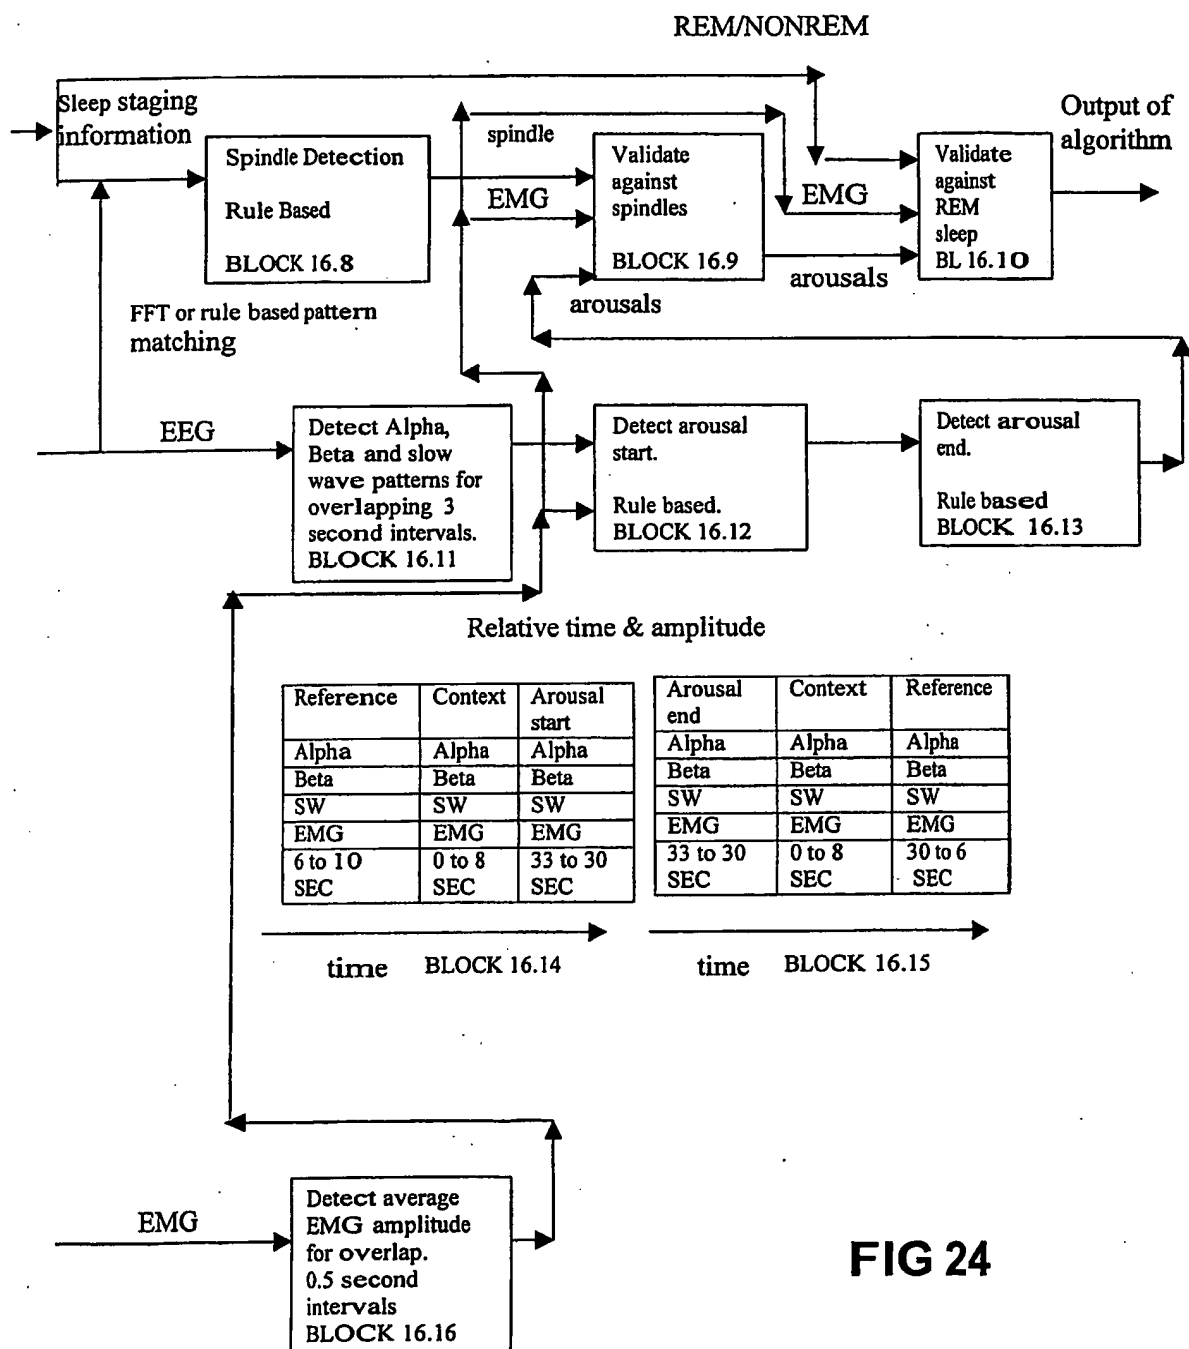 REM/NONREM
Sleep staging
information
Output of
algorithm
Spindle Detection
Rule Based
BLOCK 16.8
spindle
EMG
Validate
against
spindles
BLOCK 16.9
EMG
arousals
Validate
against
REM
sleep
BL 16.10
arousals
FFT or rule based pattern
matching
EEG
Detect Alpha,
Beta and slow
wave patterns for
overlapping 3
second intervals.
BLOCK 16.11
Detect arousal
start.
Rule based.
BLOCK 16.12
Detect arousal
end.
Rule based
BLOCK 16.13
Relative time & amplitude
Reference Context Arousal
start
Alpha Alpha Alpha
Beta Beta Beta
SW SW SW
EMG EMG EMG
6 to 10 0 to 8 33 to 30
SEC SEC SEC
time BLOCK 16.14
Arousal Context Reference
end
Alpha Alpha Alpha
Beta Beta Beta
SW SW SW
EMG EMG EMG
33 to 30 0 to 8 30 to 6
SEC SEC SEC
time BLOCK 16.15
EMG
Detect average
EMG amplitude
for overlap.
0.5 second
intervals
BLOCK 16.16
FIG 24